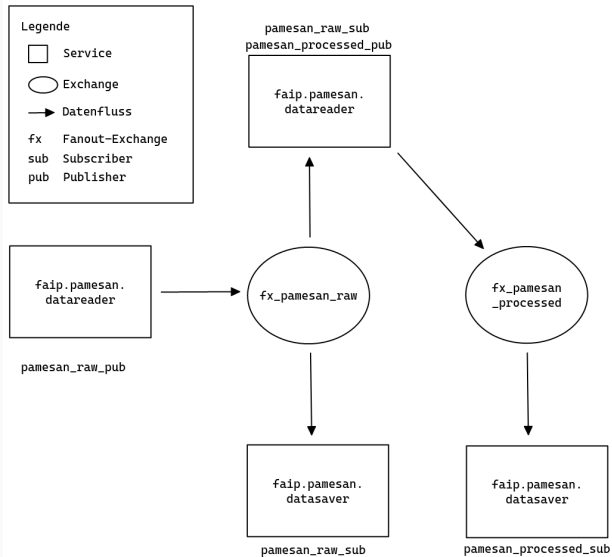 Legende
Service
Exchange
Datenfluss
fx Fanout-Exchange
sub Subscriber
pub Publisher
pamesan_raw_sub
pamesan_processed_pub
faip.pamesan.
datareader
faip.pamesan.
datareader
pamesan_raw_pub
fx_pamesan_raw
fx_pamesan
_processed
faip.pamesan.
datasaver
pamesan_raw_sub
faip.pamesan.
datasaver
pamesan_processed_sub